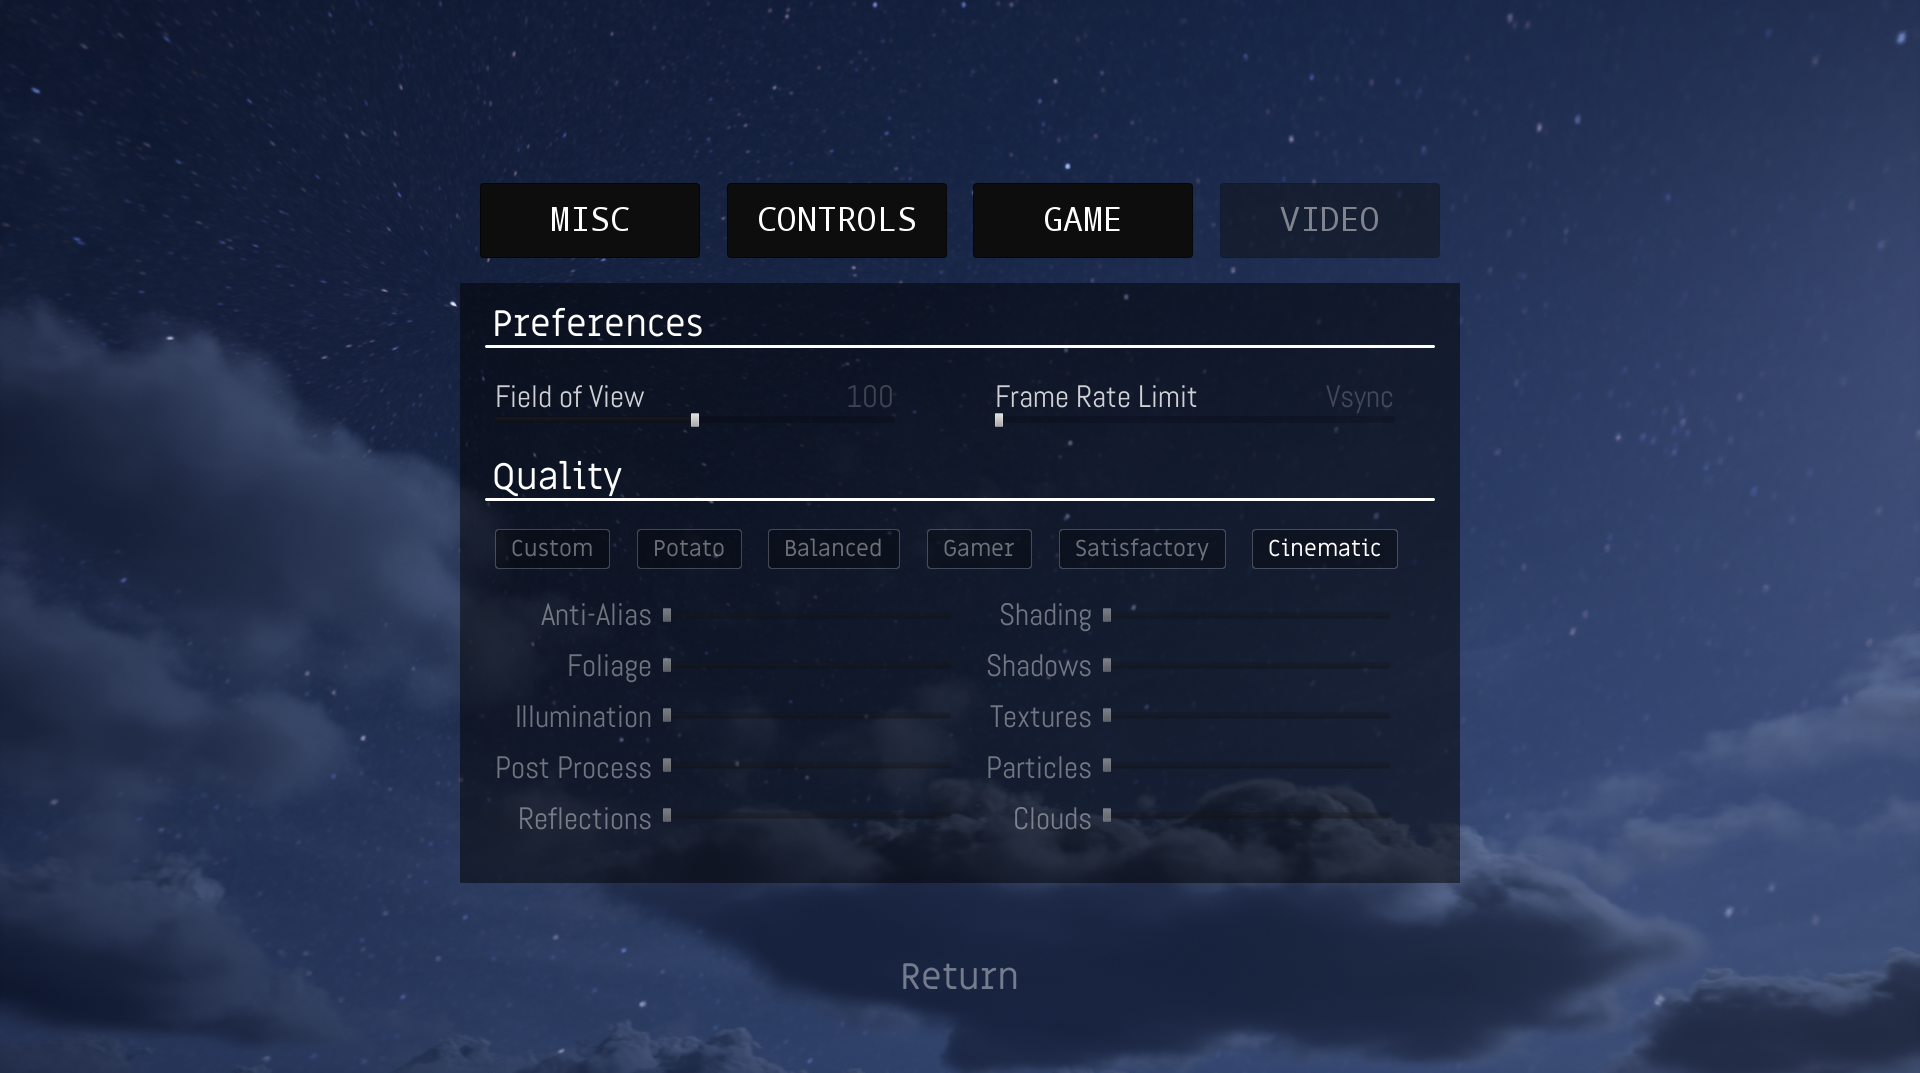 MISC CONTROLS GAME VIDEO
Preferences
Field of View 100 Frame Rate Limit Vsync
Quality
Custom Potato Balanced Gamer Satisfactory Cinematic
Anti-Alias Shading
Foliage Shadows
Illumination Textures
Post Process Particles
Reflections Clouds
Return